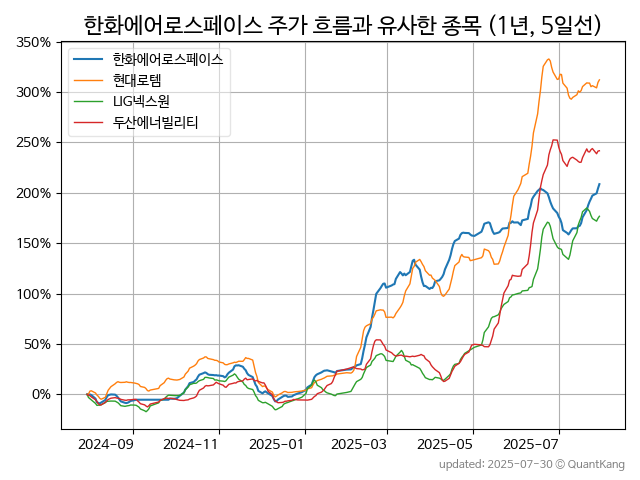 한화에어로스페이스 주가 흐름과 유사한 종목 (1년, 5일선)
350%
300%
250%
200%
150%
100%
50%
0%
한화에어로스페이스
현대로템
LIG넥스원
두산에너빌리티
2024-09 2024-11 2025-01 2025-03 2025-05 2025-07
updated: 2025-07-30 © QuantKang